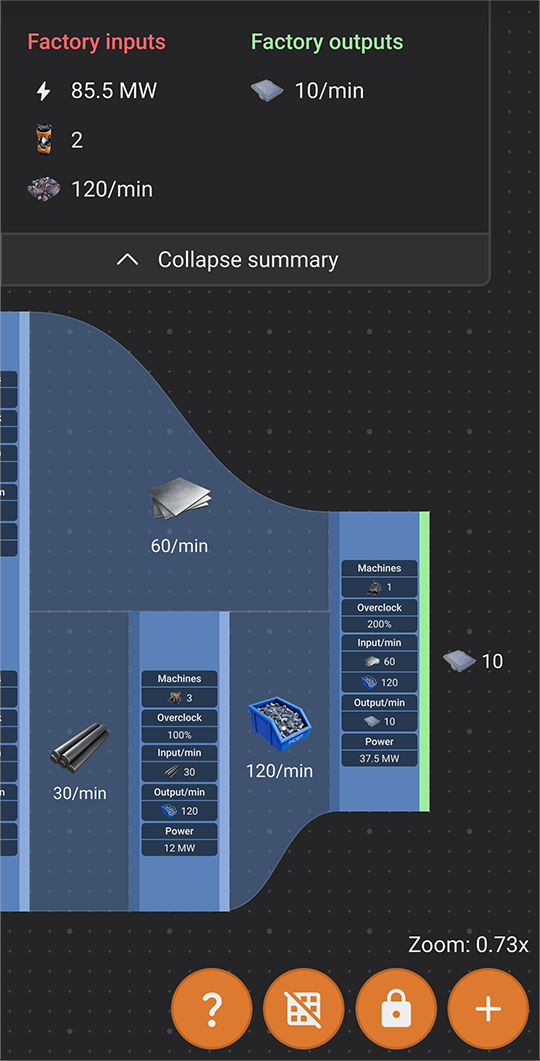 Factory inputs
Factory outputs
85.5 MW
10/min
2
120/min
Collapse summary
60/min
Machines
1
Overclock
200%
Input/min
60
120
Output/min
10
Power
37.5 MW
10
Machines
3
Overclock
100%
Input/min
30
Output/min
120
Power
12 MW
30/min
120/min
Zoom: 0.73x
?
+